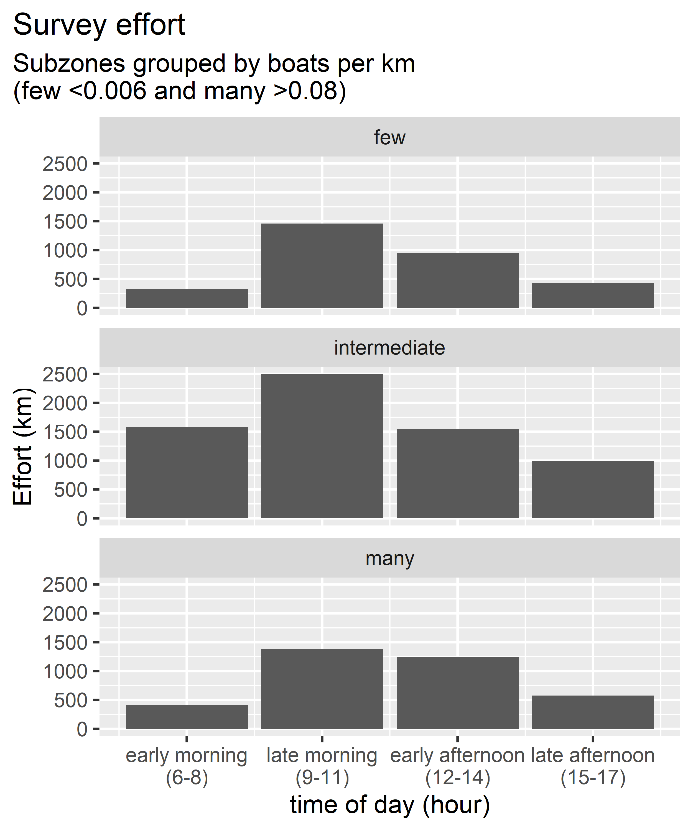 Survey effort
Subzones grouped by boats per km
(few <0.006 and many >0.08)
few
2500
2000
1500
1000
500
0
intermediate
2500
2000
1500
1000
500
0
Effort (km)
many
2500
2000
1500
1000
500
0
early morning late morning early afternoon late afternoon
(6-8) (9-11) (12-14) (15-17)
time of day (hour)